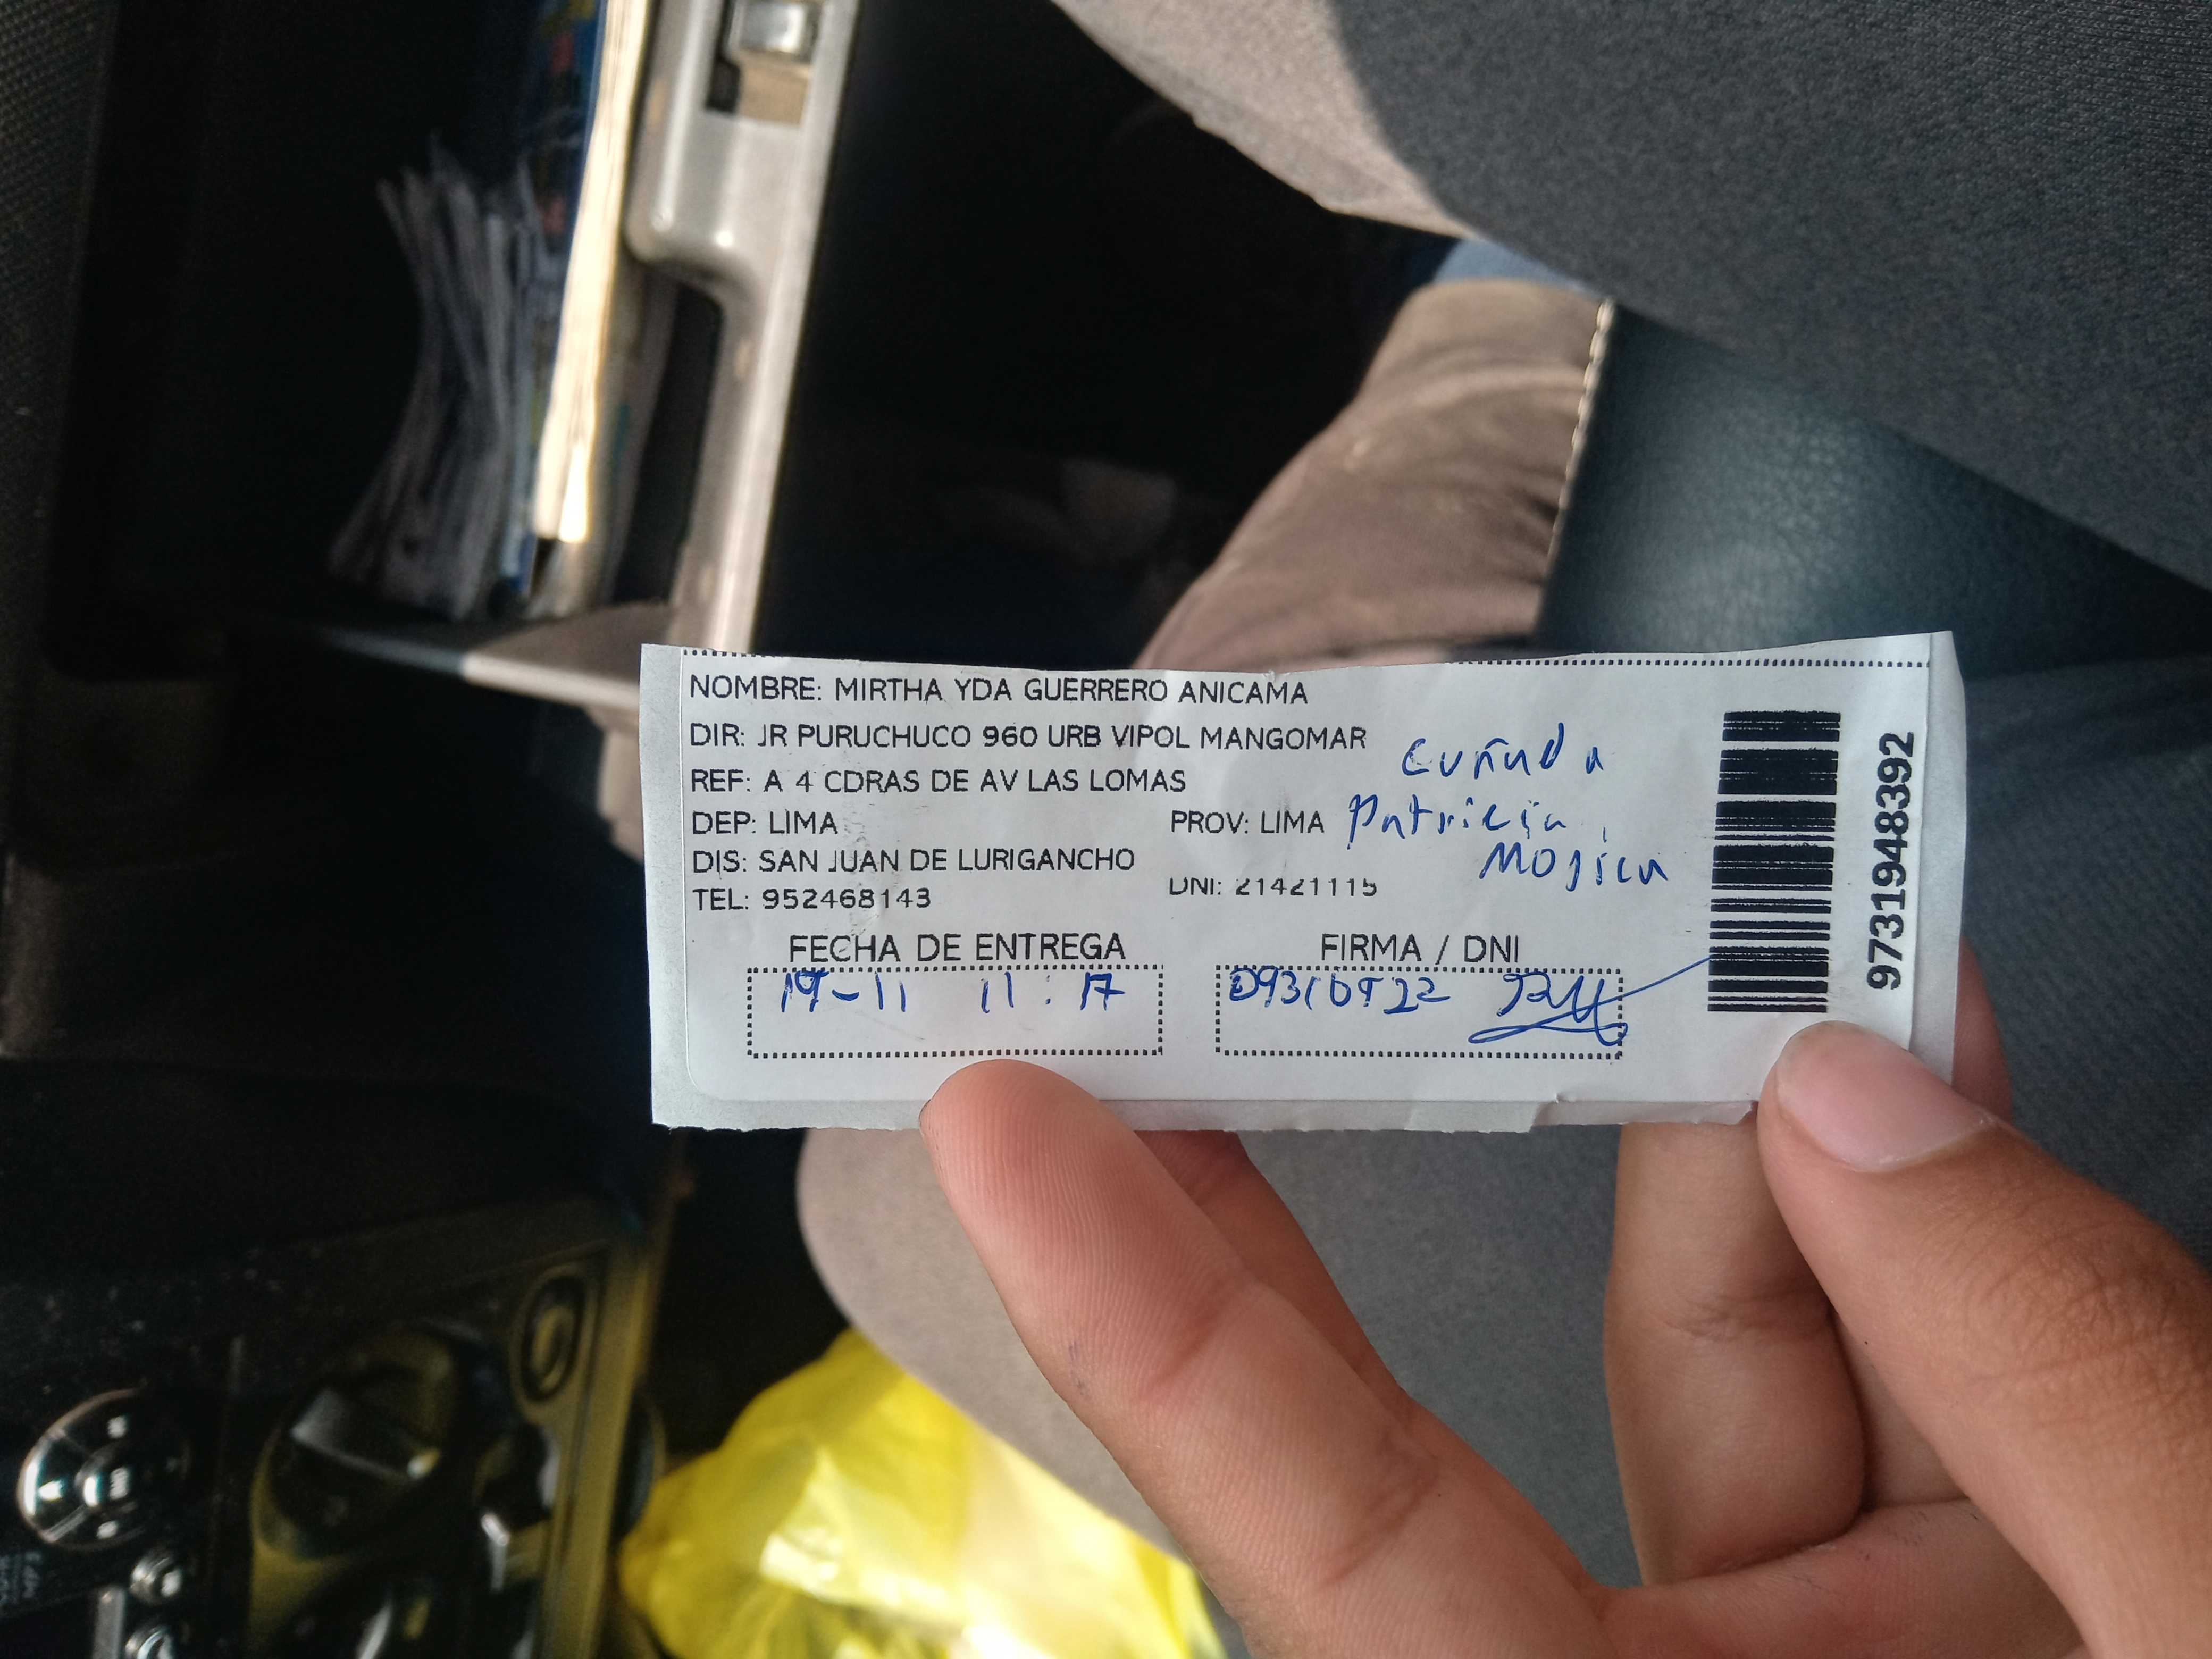 NOMBRE: MIRTHA YDA GUERRERO ANICAMA
DIR: JR PURUCHUCO 960 URB VIPOL MANGOMAR
REF: A 4 CDRAS DE AV LAS LOMAS
DEP: LIMA PROV: LIMA
DIS: SAN JUAN DE LURIGANCHO
TEL: 952468143 DNI: 21421115
Cuñada
Patricia
Mojica
FECHA DE ENTREGA FIRMA / DNI
19-11 11:17
9731948392